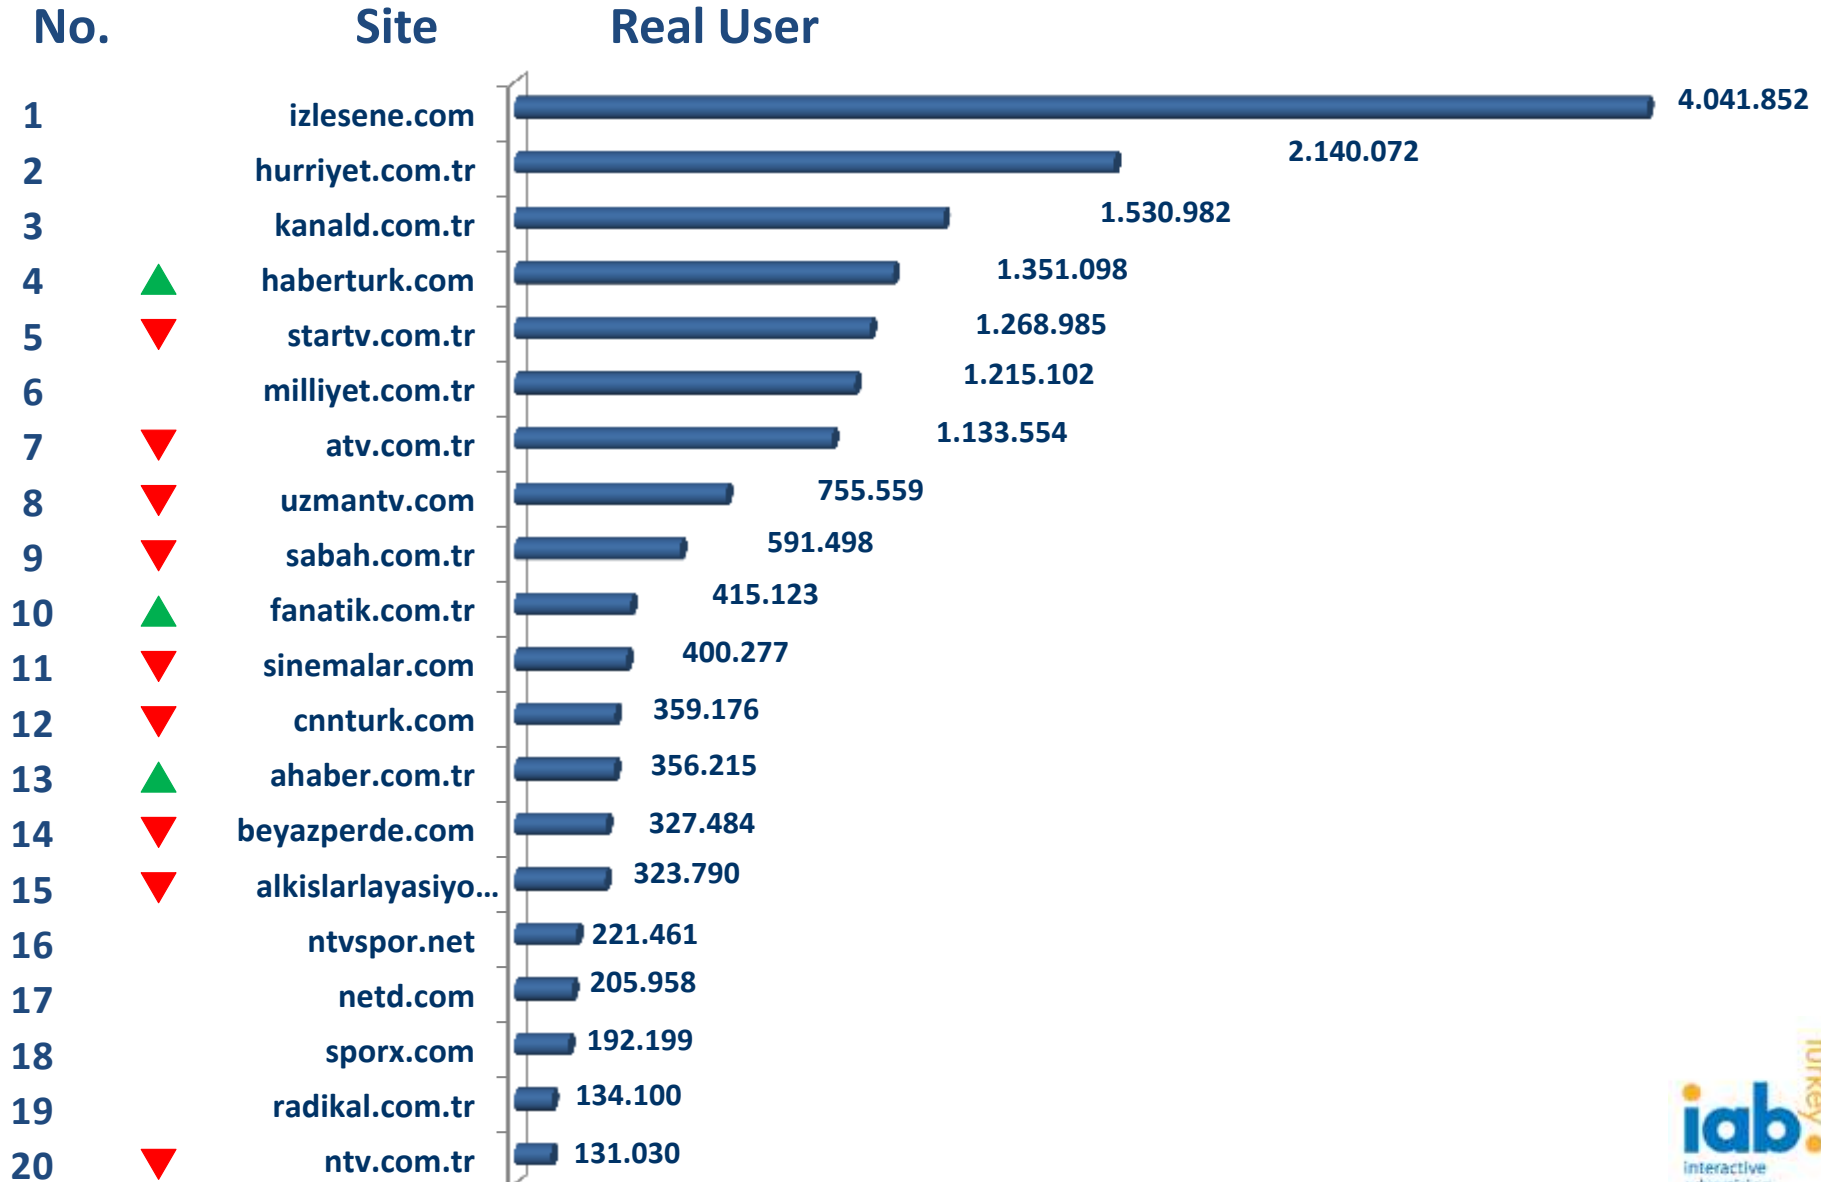 No. Site Real User
1 izlesene.com 4.041.852
2 hurriyet.com.tr 2.140.072
3 kanald.com.tr 1.530.982
4 haberturk.com 1.351.098
5 startv.com.tr 1.268.985
6 milliyet.com.tr 1.215.102
7 atv.com.tr 1.133.554
8 uzmantv.com 755.559
9 sabah.com.tr 591.498
10 fanatik.com.tr 415.123
11 sinemalar.com 400.277
12 cnnturk.com 359.176
13 ahaber.com.tr 356.215
14 beyazperde.com 327.484
15 alkislarlayasiyo... 323.790
16 ntvspor.net 221.461
17 netd.com 205.958
18 sporx.com 192.199
19 radikal.com.tr 134.100
20 ntv.com.tr 131.030
iab.
Turkey
interactive